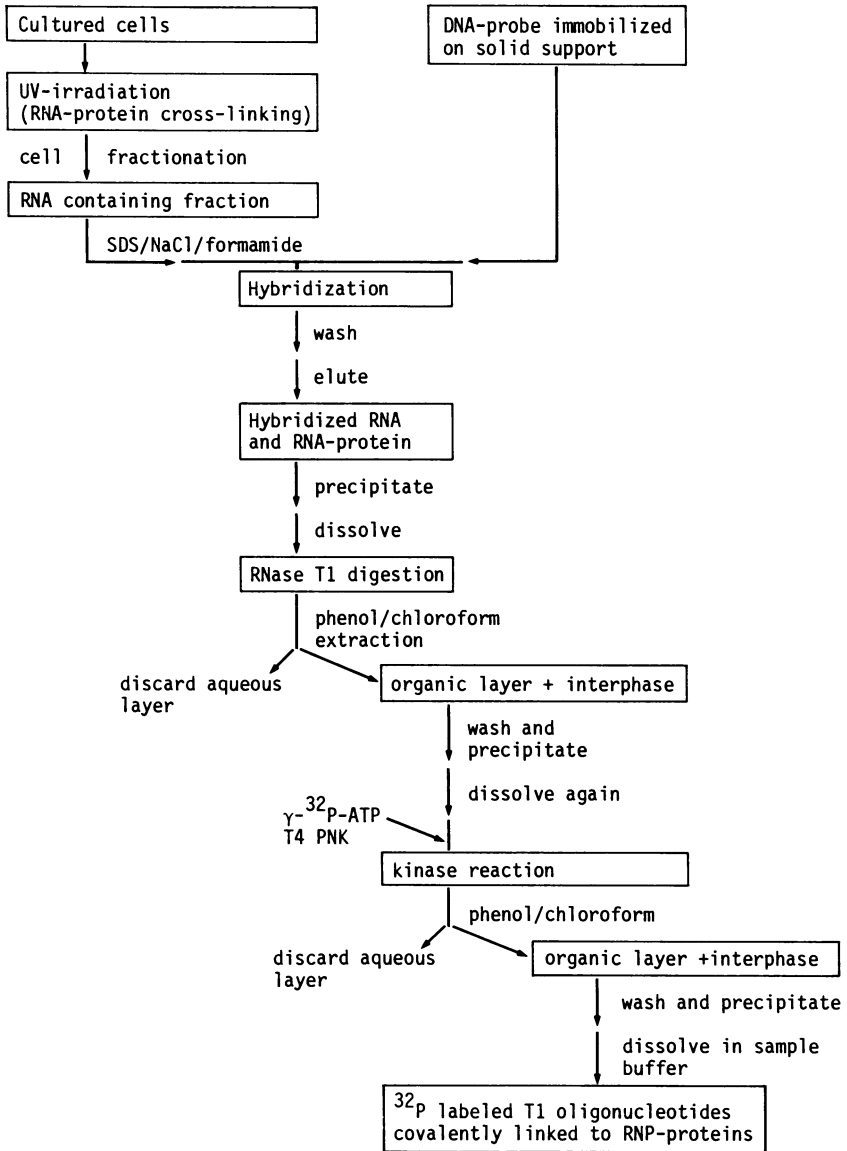 Cultured cells
DNA-probe immobilized
on solid support
UV-irradiation
(RNA-protein cross-linking)
cell fractionation
RNA containing fraction
SDS/NaCl/formamide
Hybridization
wash
elute
Hybridized RNA
and RNA-protein
precipitate
dissolve
RNase T1 digestion
phenol/chloroform
extraction
discard aqueous
layer
organic layer + interphase
wash and
precipitate
dissolve again
γ-³²P-ATP
T4 PNK
kinase reaction
phenol/chloroform
discard aqueous
layer
organic layer +interphase
wash and precipitate
dissolve in sample
buffer
³²P labeled T1 oligonucleotides
covalently linked to RNP-proteins